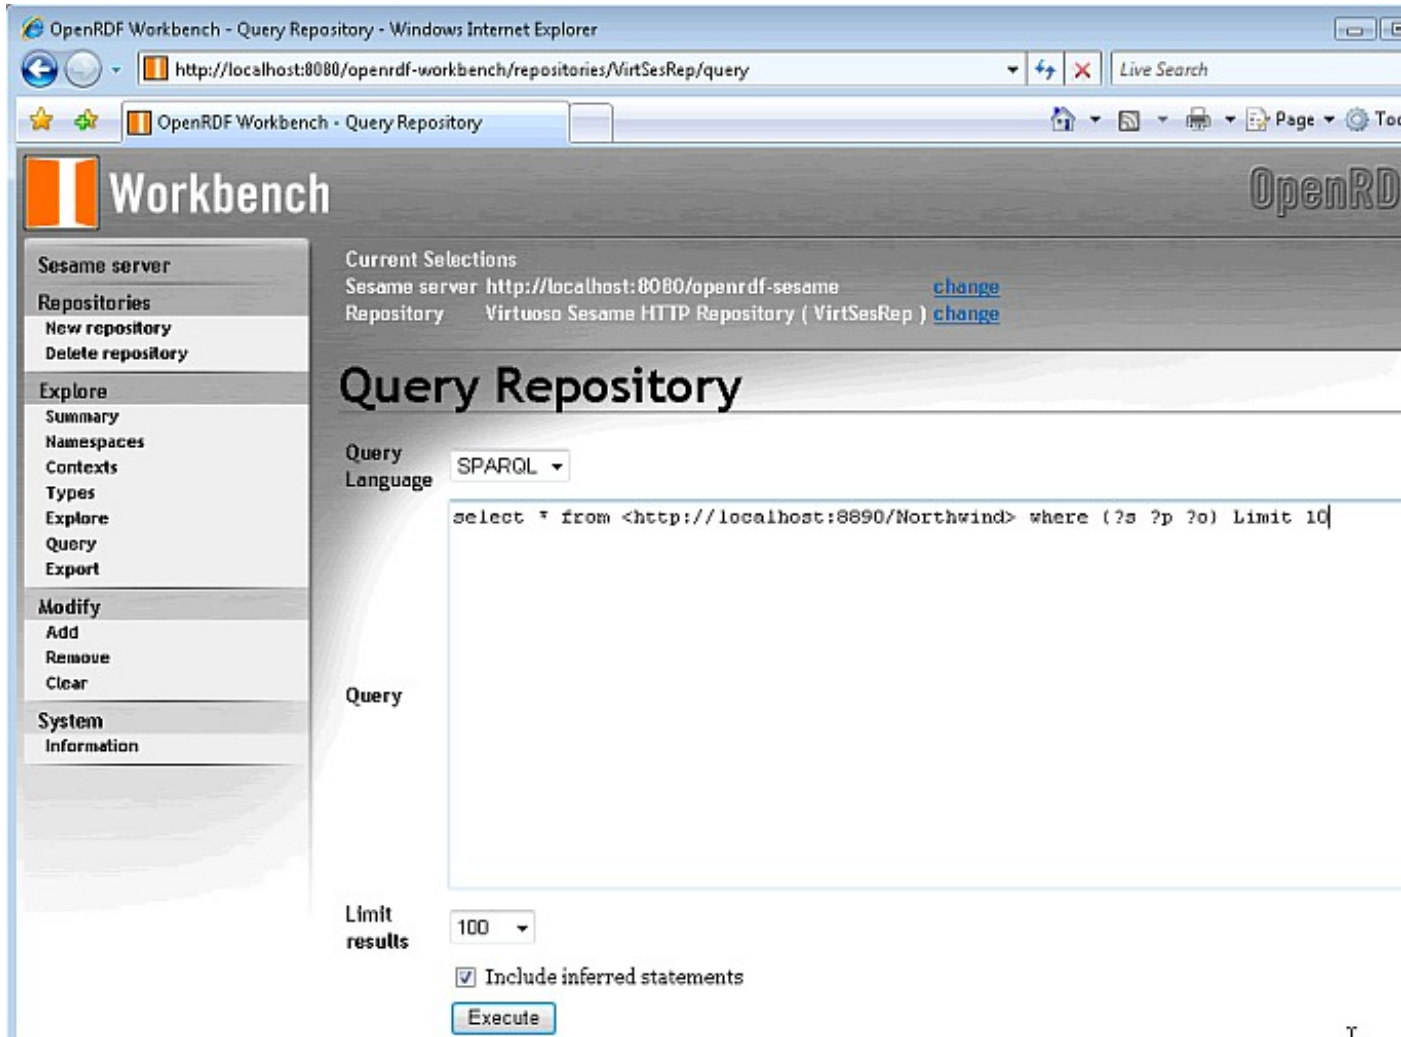 OpenRDF Workbench - Query Repository - Windows Internet Explorer
http://localhost:8080/openrdf-workbench/repositories/VirtSesRep/query
Live Search
OpenRDF Workbench - Query Repository
Page
Workbench
Sesame server
Repositories
New repository
Delete repository
Explore
Summary
Namespaces
Contexts
Types
Explore
Query
Export
Modify
Add
Remove
Clear
System
Information
Current Selections
Sesame server http://localhost:8080/openrdf-sesame change
Repository Virtuoso Sesame HTTP Repository ( VirtSesRep ) change
Query Repository
Query
Language
SPARQL
select * from <http://localhost:8890/Northwind> where (?s ?p ?o) Limit 10
Query
Limit
results
100
Include inferred statements
Execute